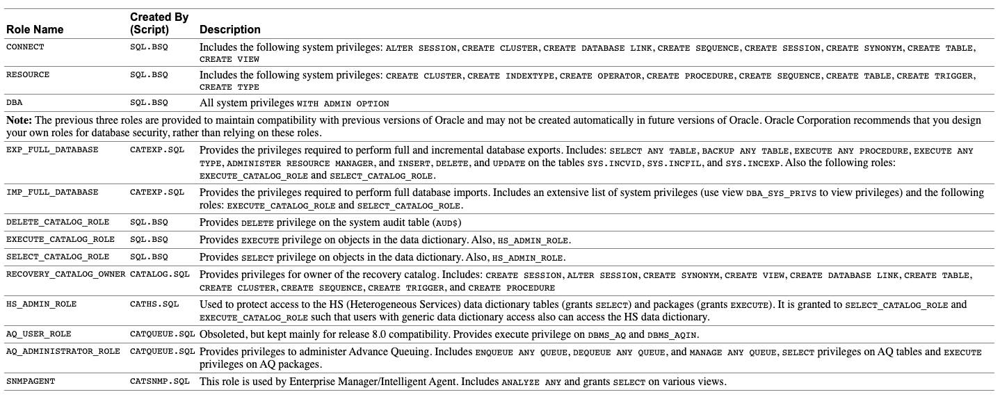 Role Name Created By (Script) Description
CONNECT SQL.BSQ Includes the following system privileges: ALTER SESSION, CREATE CLUSTER, CREATE DATABASE LINK, CREATE SEQUENCE, CREATE SESSION, CREATE SYNONYM, CREATE TABLE,
CREATE VIEW
RESOURCE SQL.BSQ Includes the following system privileges: CREATE CLUSTER, CREATE INDEXTYPE, CREATE OPERATOR, CREATE PROCEDURE, CREATE SEQUENCE, CREATE TABLE, CREATE TRIGGER,
CREATE TYPE
DBA SQL.BSQ All system privileges WITH ADMIN OPTION
Note: The previous three roles are provided to maintain compatibility with previous versions of Oracle and may not be created automatically in future versions of Oracle. Oracle Corporation recommends that you design
your own roles for database security, rather than relying on these roles.
EXP_FULL_DATABASE CATEXP.SQL Provides the privileges required to perform full and incremental database exports. Includes: SELECT ANY TABLE, BACKUP ANY TABLE, EXECUTE ANY PROCEDURE, EXECUTE ANY
TYPE, ADMINISTER RESOURCE MANAGER, and INSERT, DELETE, and UPDATE on the tables SYS.INCVID, SYS.INCFIL, and SYS.INCEXP. Also the following roles:
EXECUTE_CATALOG_ROLE and SELECT_CATALOG_ROLE.
IMP_FULL_DATABASE CATEXP.SQL Provides the privileges required to perform full database imports. Includes an extensive list of system privileges (use view DBA_SYS_PRIVS to view privileges) and the following
roles: EXECUTE_CATALOG_ROLE and SELECT_CATALOG_ROLE.
DELETE_CATALOG_ROLE SQL.BSQ Provides DELETE privilege on the system audit table (AUD$)
EXECUTE_CATALOG_ROLE SQL.BSQ Provides EXECUTE privilege on objects in the data dictionary. Also, HS_ADMIN_ROLE.
SELECT_CATALOG_ROLE SQL.BSQ Provides SELECT privilege on objects in the data dictionary. Also, HS_ADMIN_ROLE.
RECOVERY_CATALOG_OWNER CATALOG.SQL Provides privileges for owner of the recovery catalog. Includes: CREATE SESSION, ALTER SESSION, CREATE SYNONYM, CREATE VIEW, CREATE DATABASE LINK, CREATE TABLE,
CREATE CLUSTER, CREATE SEQUENCE, CREATE TRIGGER, and CREATE PROCEDURE
HS_ADMIN_ROLE CATHS.SQL Used to protect access to the HS (Heterogeneous Services) data dictionary tables (grants SELECT) and packages (grants EXECUTE). It is granted to SELECT_CATALOG_ROLE and
EXECUTE_CATALOG_ROLE such that users with generic data dictionary access also can access the HS data dictionary.
AQ_USER_ROLE CATQUEUE.SQL Obsoleted, but kept mainly for release 8.0 compatibility. Provides execute privilege on DBMS_AQ and DBMS_AQIN.
AQ_ADMINISTRATOR_ROLE CATQUEUE.SQL Provides privileges to administer Advance Queuing. Includes ENQUEUE ANY QUEUE, DEQUEUE ANY QUEUE, and MANAGE ANY QUEUE, SELECT privileges on AQ tables and EXECUTE
privileges on AQ packages.
SNMPAGENT CATSNMP.SQL This role is used by Enterprise Manager/Intelligent Agent. Includes ANALYZE ANY and grants SELECT on various views.